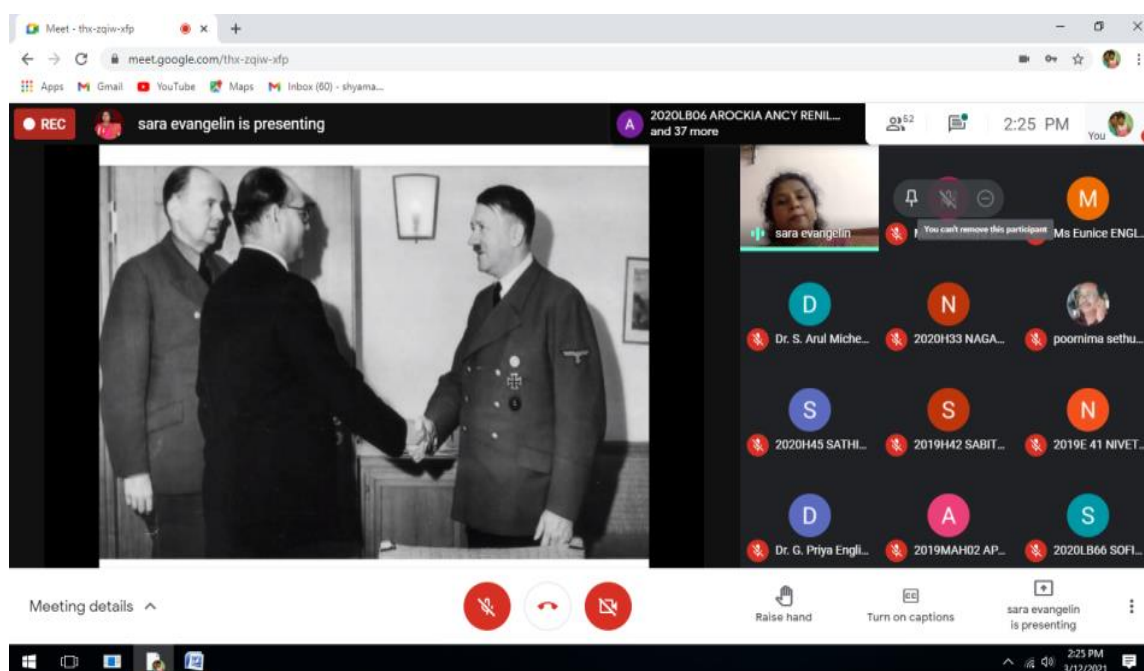 Meet - thx-zqiw-xfp
meet.google.com/thx-zqiw-xfp
Apps Gmail YouTube Maps Inbox (60) - shyama...
REC sara evangelin is presenting
A 2020LB06 AROCKIA ANCY RENIL...
and 37 more
52
2:25 PM
You
sara evangelin
You can't remove this participant
M
Ms Eunice ENGL...
D
Dr. S. Arul Miche...
N
2020H33 NAGA...
poornima sethu...
S
2020H45 SATHI...
S
2019H42 SABIT...
N
2019E 41 NIVET...
D
Dr. G. Priya Engli...
A
2019MAH02 AP...
S
2020LB66 SOFI...
Meeting details
Raise hand
CC
Turn on captions
sara evangelin
is presenting
2:25 PM
3/12/2021